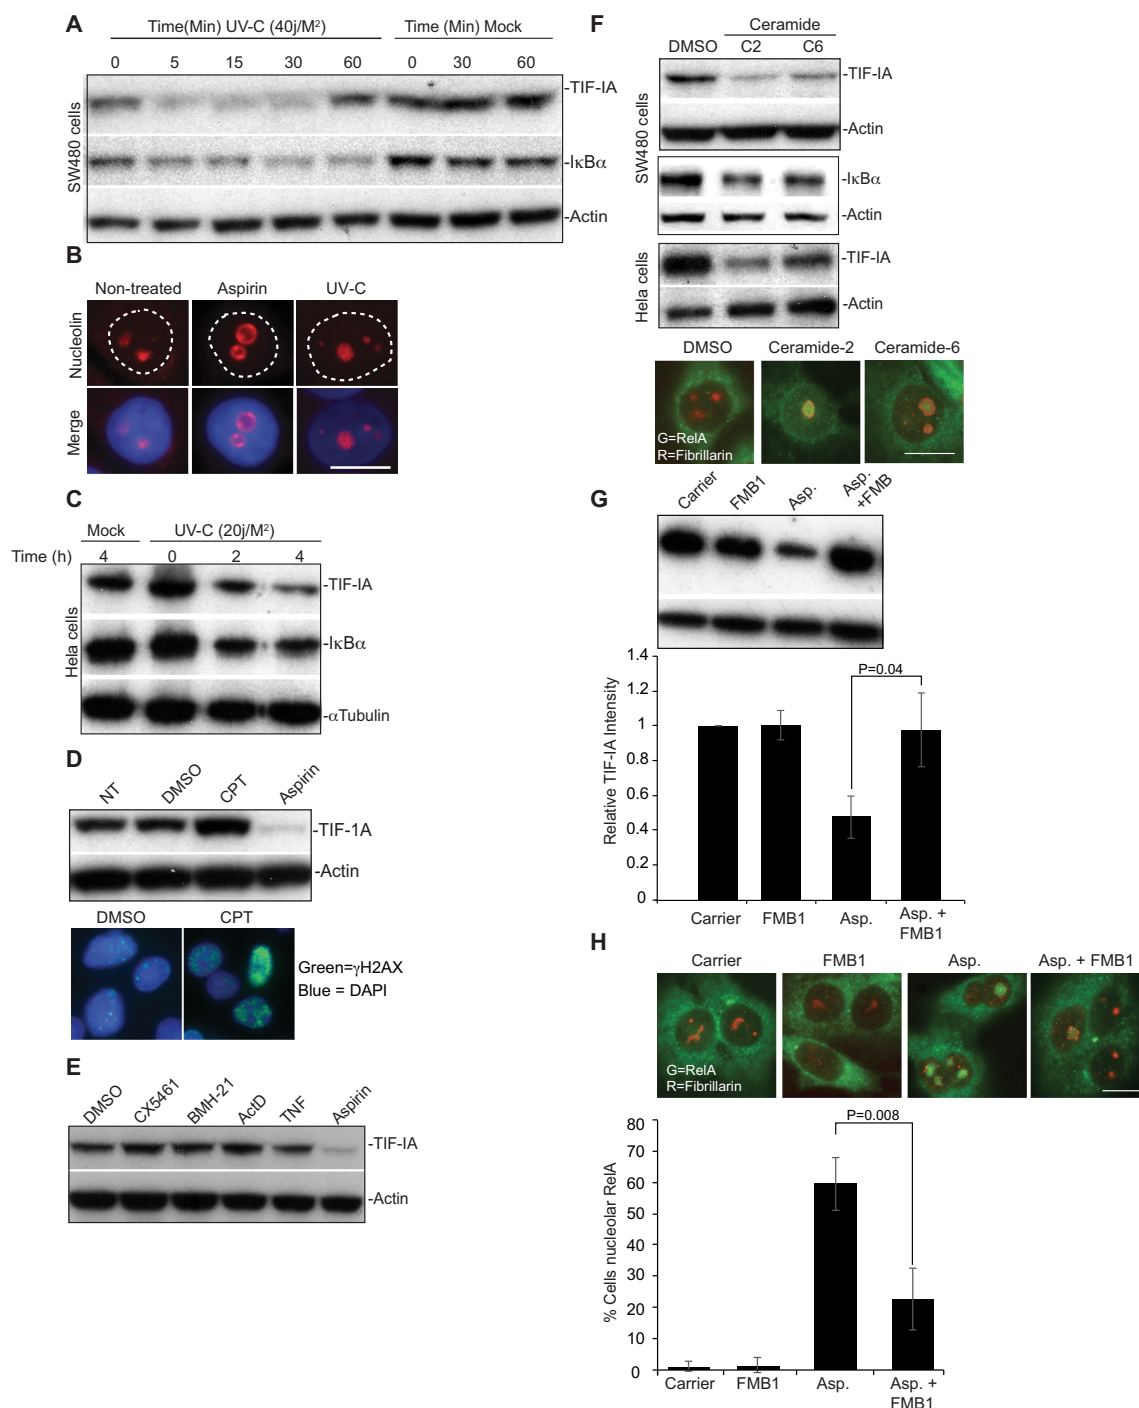 A
Time(Min) UV-C (40j/M²)
Time (Min) Mock
0 5 15 30 60 0 30 60
SW480 cells
-TIF-IA
-IκBα
-Actin
B
Non-treated Aspirin UV-C
Nucleolin
Merge
C
Mock UV-C (20j/M²)
Time (h) 4 0 2 4
Hela cells
-TIF-IA
-IκBα
-αTubulin
D
NT DMSO CPT Aspirin
-TIF-1A
-Actin
DMSO CPT
Green=γH2AX
Blue = DAPI
E
DMSO CX5461 BMH-21 ActD TNF Aspirin
-TIF-IA
-Actin
F
Ceramide
DMSO C2 C6
SW480 cells
-TIF-IA
-Actin
-IκBα
-Actin
Hela cells
-TIF-IA
-Actin
DMSO Ceramide-2 Ceramide-6
G=RelA
R=Fibrillarin
G
Carrier FMB1 Asp. Asp. +FMB
Relative TIF-IA Intensity
1.4
1.2
1
0.8
0.6
0.4
0.2
0
P=0.04
Carrier FMB1 Asp. Asp. + FMB1
H
Carrier FMB1 Asp. Asp. + FMB1
G=RelA
R=Fibrillarin
% Cells nucleolar RelA
80
70
60
50
40
30
20
10
0
P=0.008
Carrier FMB1 Asp. Asp. + FMB1